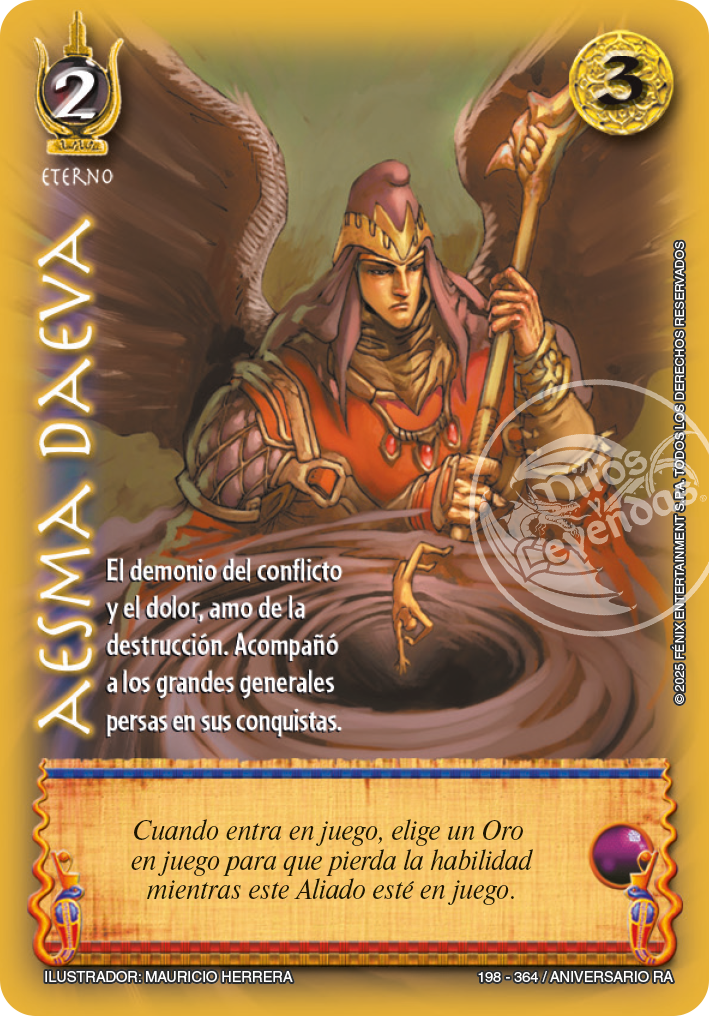 2
3
ETERNO
AESMA DAEVA
El demonio del conflicto
y el dolor, amo de la
destrucción. Acompañó
a los grandes generales
persas en sus conquistas.
Mitos
y
Leyendas®
© 2025 FÉNIX ENTERTAINMENT S.P.A. TODOS LOS DERECHOS RESERVADOS
Cuando entra en juego, elige un Oro
en juego para que pierda la habilidad
mientras este Aliado esté en juego.
ILUSTRADOR: MAURICIO HERRERA
198 - 364 / ANIVERSARIO RA